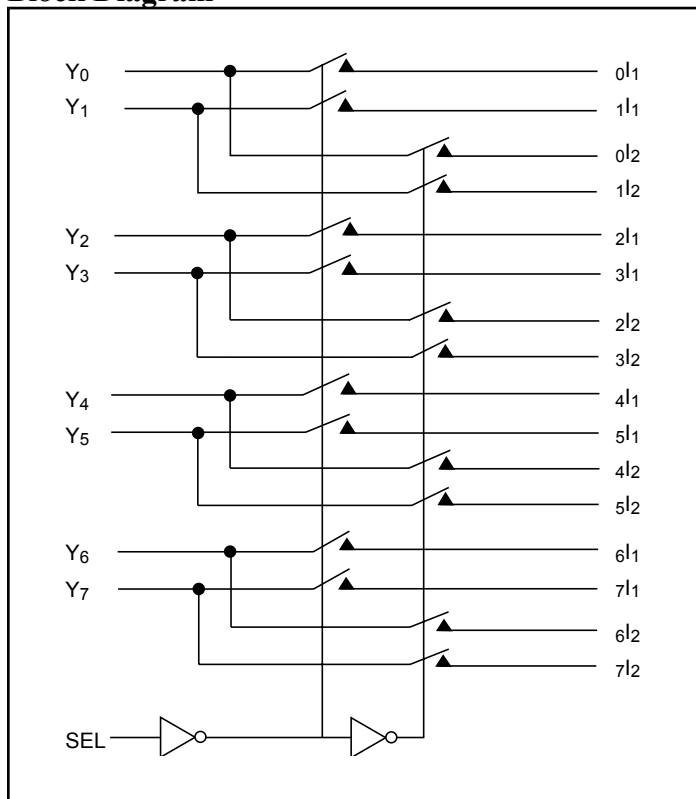 Block Diagram
Y₀ ₀I₁
Y₁ ₁I₁
₀I₂
₁I₂
Y₂ ₂I₁
Y₃ ₃I₁
₂I₂
₃I₂
Y₄ ₄I₁
Y₅ ₅I₁
₄I₂
₅I₂
Y₆ ₆I₁
Y₇ ₇I₁
₆I₂
₇I₂
SEL